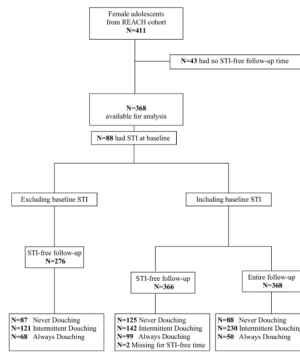 Female adolescents
from REACH cohort
N=411
N=43 had no STI-free follow-up time
N=368
available for analysis
N=88 had STI at baseline
Excluding baseline STI
Including baseline STI
STI-free follow-up
N=276
STI-free follow-up
N=366
Entire follow-up
N=368
N=87 Never Douching
N=121 Intermittent Douching
N=68 Always Douching
N=125 Never Douching
N=142 Intermittent Douching
N=99 Always Douching
N=2 Missing for STI-free time
N=88 Never Douching
N=230 Intermittent Douching
N=50 Always Douching